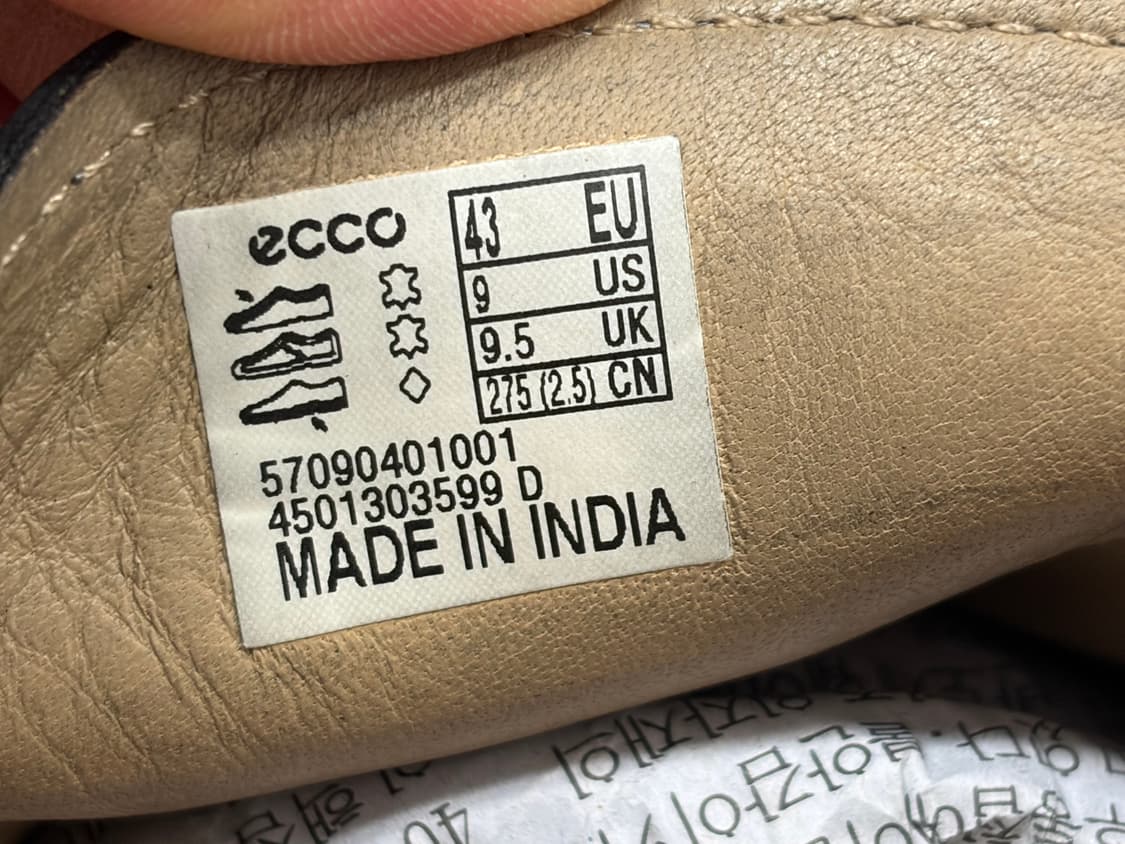 ecco
43 EU
9 US
9.5 UK
275 (2.5) CN
57090401001
4501303599 D
MADE IN INDIA